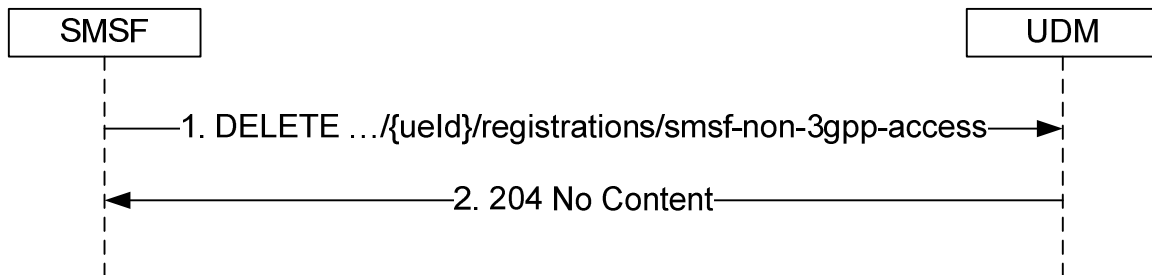 SMSF
UDM
1. DELETE …/{ueId}/registrations/smsf-non-3gpp-access
2. 204 No Content